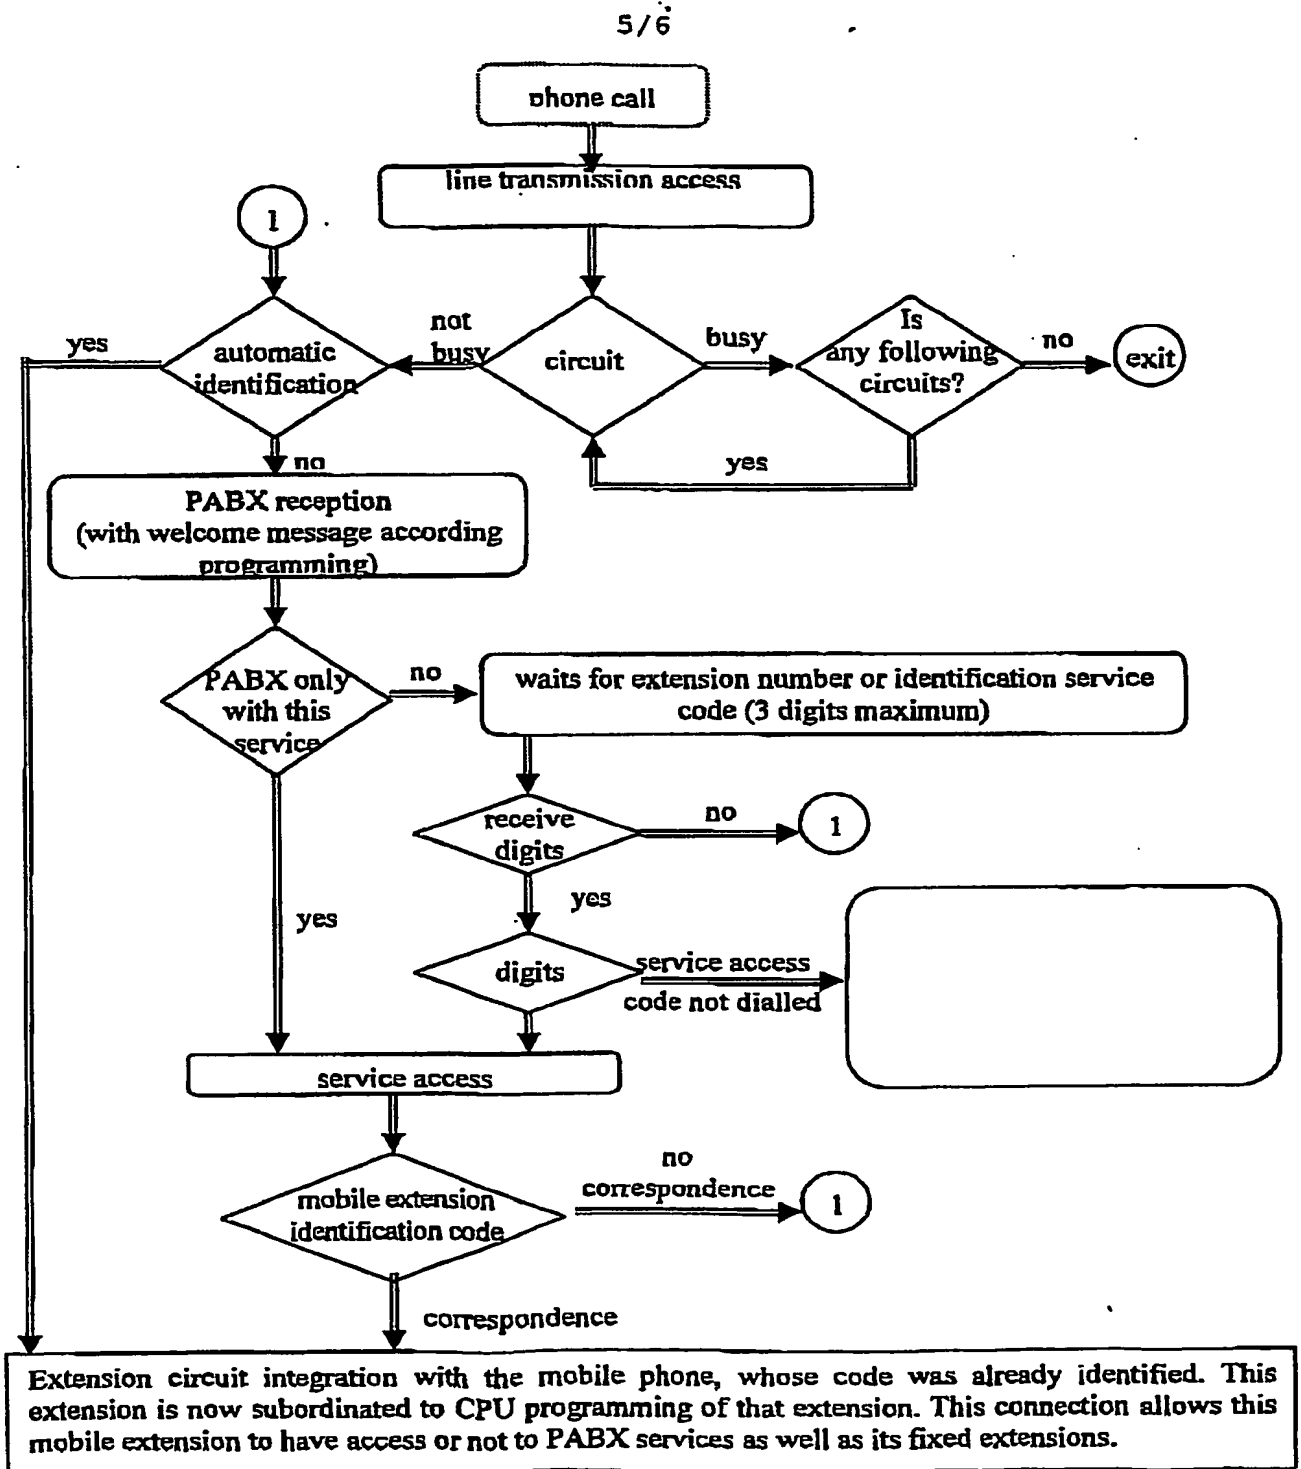 5/6
phone call
line transmission access
1
yes
automatic
identification
not
busy
circuit
busy
Is
any following
circuits?
no
exit
no
yes
PABX reception
(with welcome message according
programming)
PABX only
with this
service
no
waits for extension number or identification service
code (3 digits maximum)
receive
digits
no
1
yes
yes
digits
service access
code not dialled
service access
mobile extension
identification code
no
correspondence
1
correspondence
Extension circuit integration with the mobile phone, whose code was already identified. This
extension is now subordinated to CPU programming of that extension. This connection allows this
mobile extension to have access or not to PABX services as well as its fixed extensions.